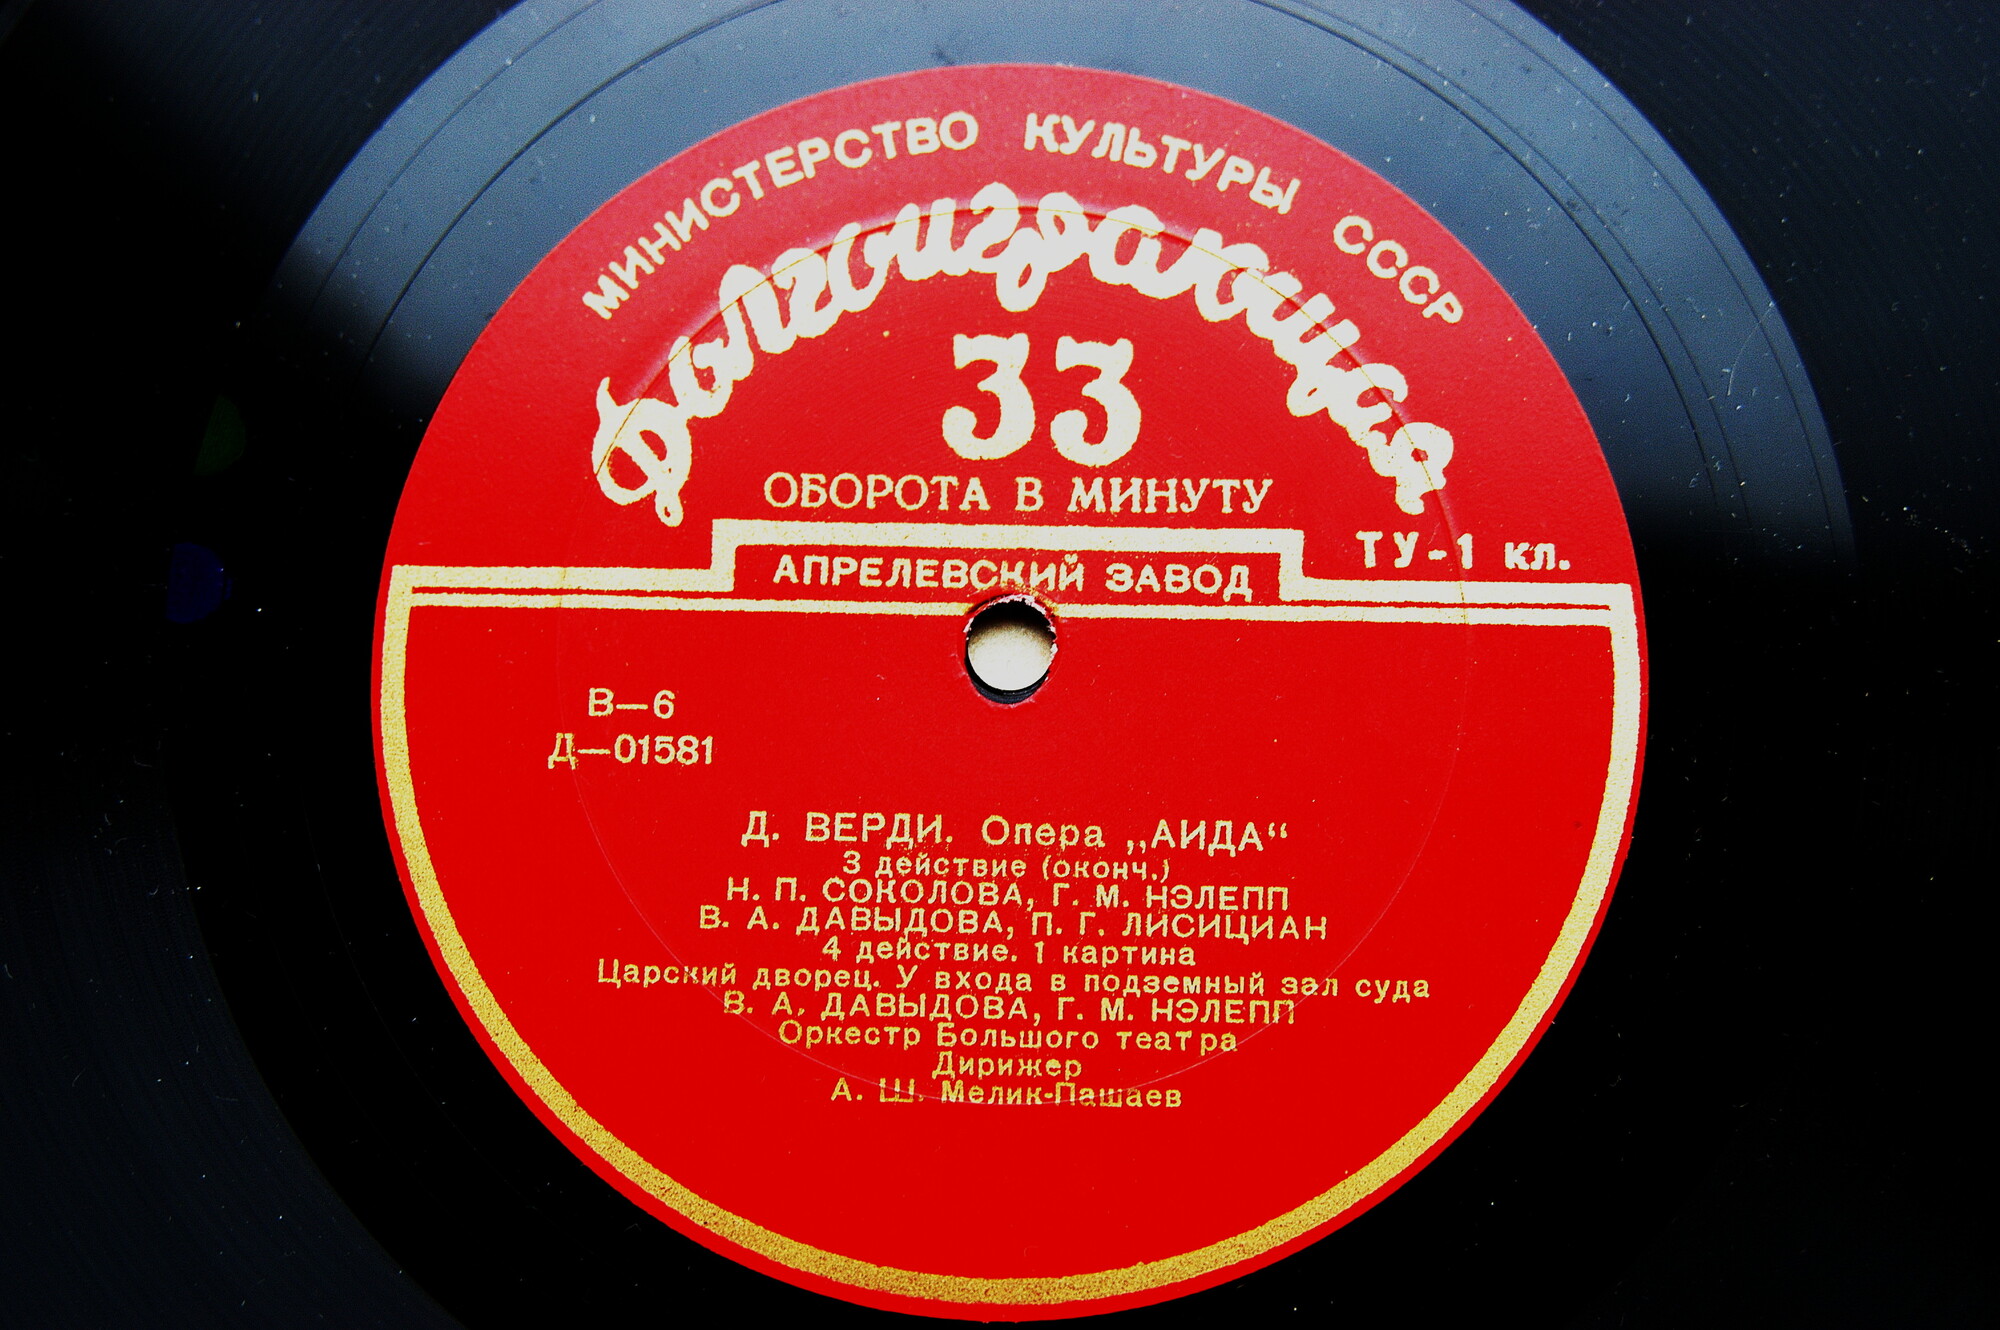 МИНИСТЕРСТВО КУЛЬТУРЫ СССР
Долгоиграющая
33
ОБОРОТА В МИНУТУ
ТУ-1 кл.
АПРЕЛЕВСКИЙ ЗАВОД
В—6
Д—01581
Д. ВЕРДИ. Опера „АИДА“
3 действие (оконч.)
Н. П. СОКОЛОВА, Г. М. НЭЛЕПП
В. А. ДАВЫДОВА, П. Г. ЛИСИЦИАН
4 действие. 1 картина
Царский дворец. У входа в подземный зал суда
В. А. ДАВЫДОВА, Г. М. НЭЛЕПП
Оркестр Большого театра
Дирижер
А. Ш. Мелик-Пашаев